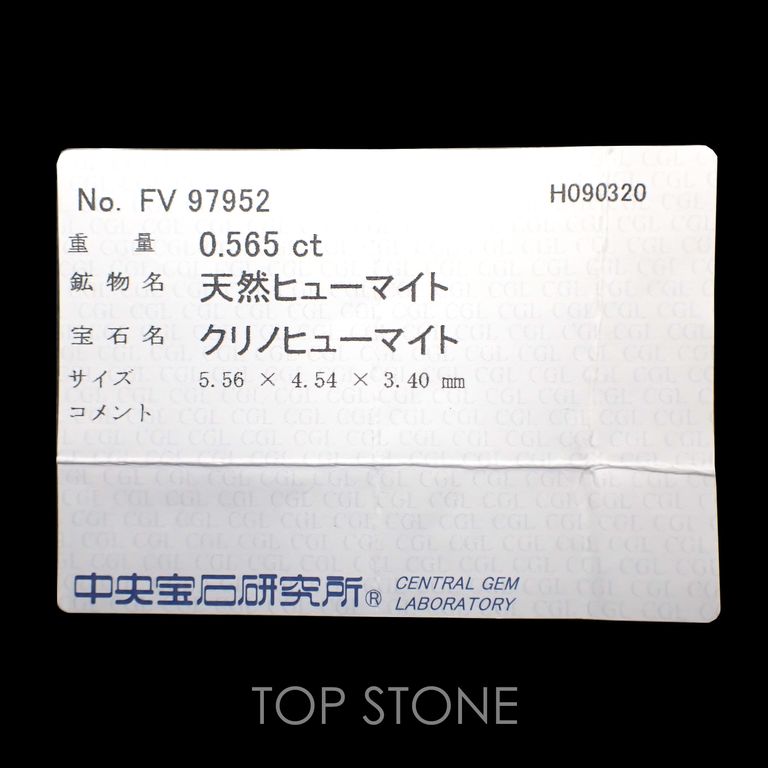 No. FV 97952 H090320
重 量 0.565 ct
鉱 物 名 天然ヒューマイト
宝 石 名 クリノヒューマイト
サ イ ズ 5.56 × 4.54 × 3.40 mm
コメント
中央宝石研究所® CENTRAL GEM
LABORATORY
TOP STONE